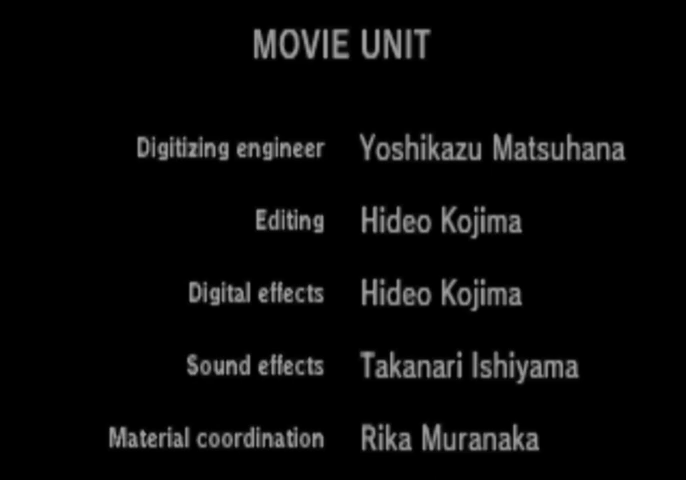 MOVIE UNIT
Digitizing engineer Yoshikazu Matsuhana
Editing Hideo Kojima
Digital effects Hideo Kojima
Sound effects Takanari Ishiyama
Material coordination Rika Muranaka